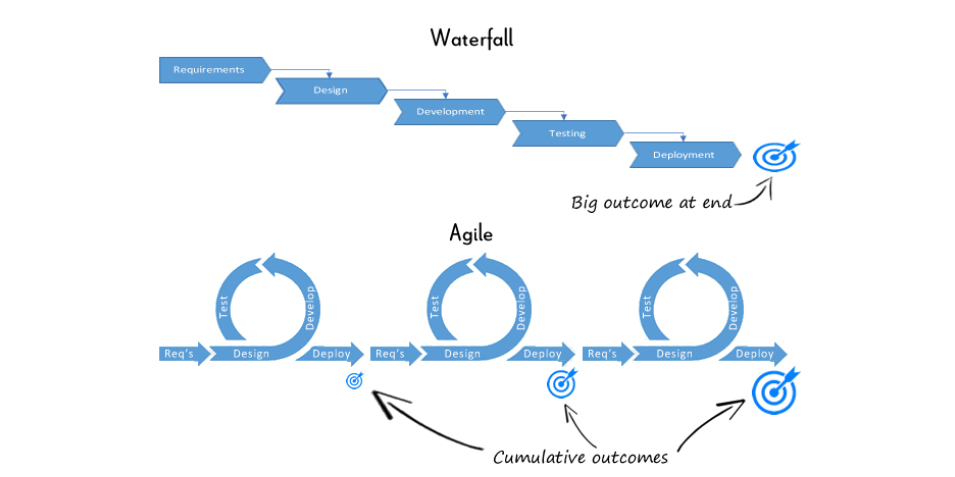 Waterfall
Requirements
Design
Development
Testing
Deployment
Big outcome at end
Agile
Test
Develop
Req's
Design
Deploy
Test
Develop
Req's
Design
Deploy
Test
Develop
Req's
Design
Deploy
Cumulative outcomes